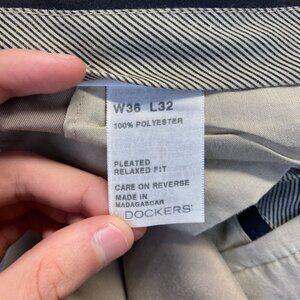 W36 L32
100% POLYESTER
PLEATED
RELAXED FIT
CARE ON REVERSE
MADE IN
MADAGASCAR
DOCKERS®